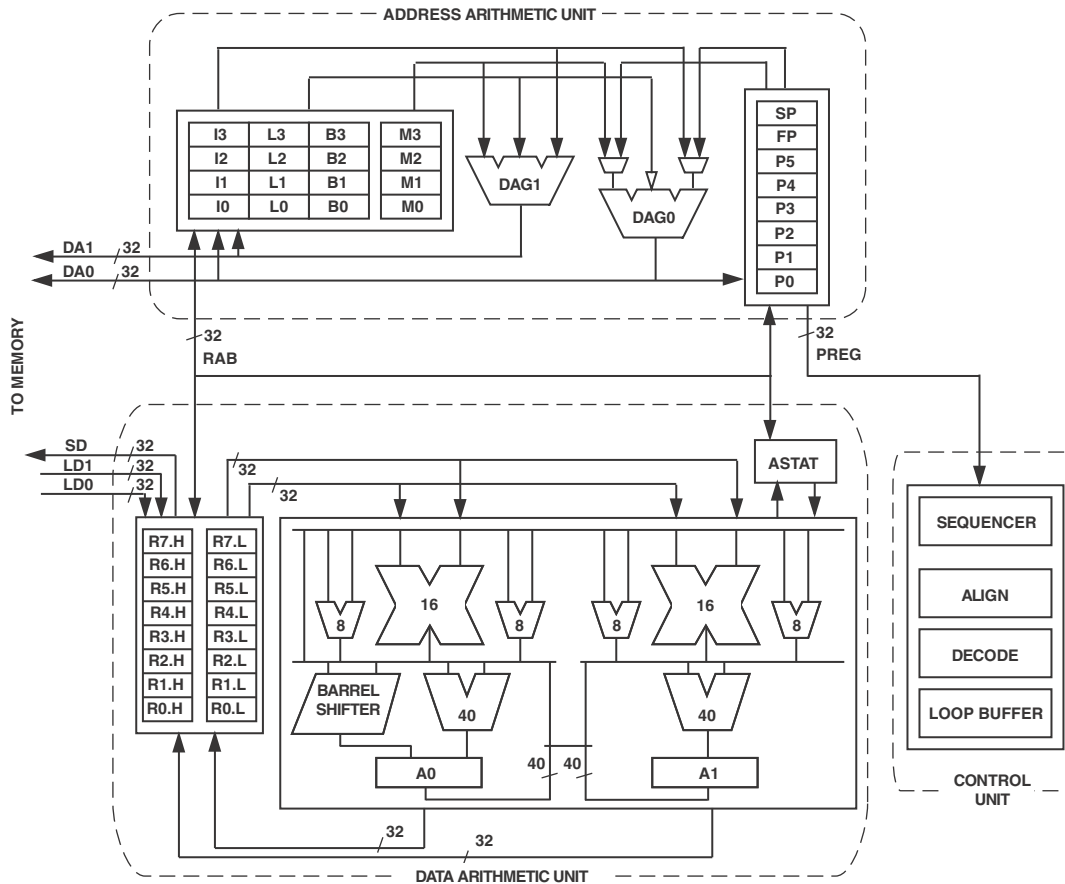 ADDRESS ARITHMETIC UNIT
I3 L3 B3 M3
I2 L2 B2 M2
I1 L1 B1 M1
I0 L0 B0 M0
DAG1
DAG0
SP
FP
P5
P4
P3
P2
P1
P0
DA1 32
DA0 32
TO MEMORY
32
RAB
32
PREG
SD 32
LD1 32
LD0 32
32
32
ASTAT
R7.H R7.L
R6.H R6.L
R5.H R5.L
R4.H R4.L
R3.H R3.L
R2.H R2.L
R1.H R1.L
R0.H R0.L
16
8
8
16
8
8
BARREL
SHIFTER
40
40
A0
40
40
A1
32
32
DATA ARITHMETIC UNIT
SEQUENCER
ALIGN
DECODE
LOOP BUFFER
CONTROL
UNIT